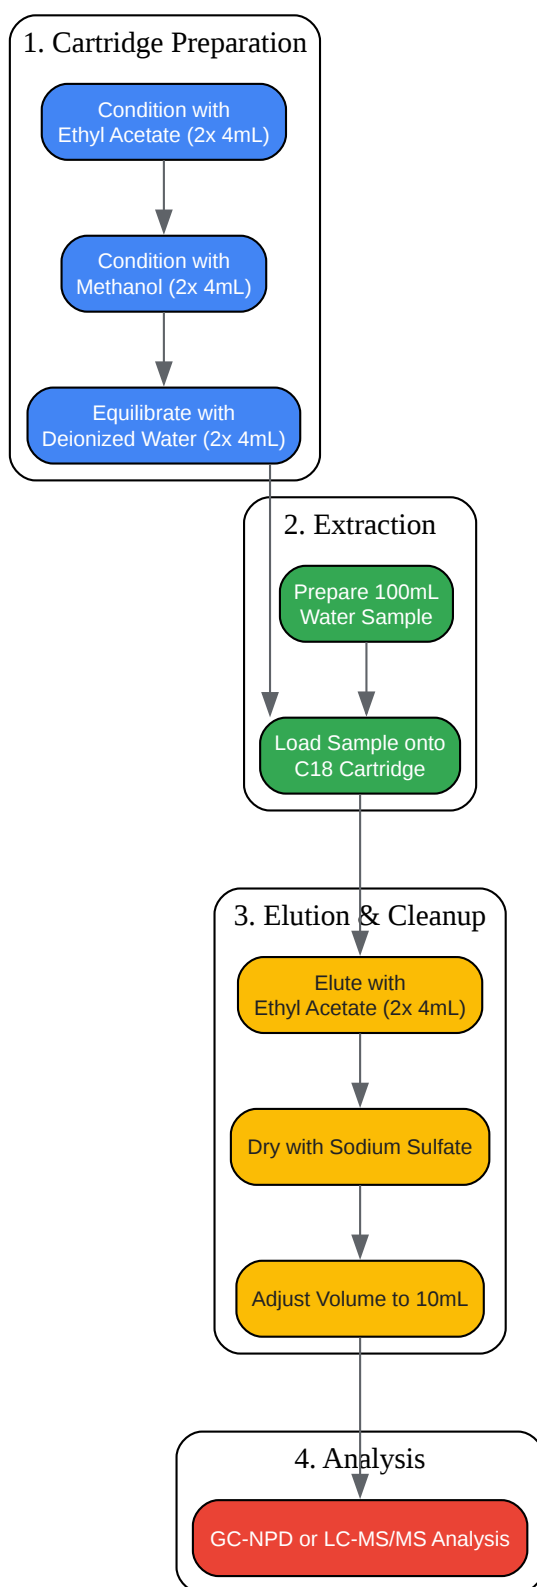 1. Cartridge Preparation
Condition with
Ethyl Acetate (2x 4mL)
Condition with
Methanol (2x 4mL)
Equilibrate with
Deionized Water (2x 4mL)
2. Extraction
Prepare 100mL
Water Sample
Load Sample onto
C18 Cartridge
3. Elution & Cleanup
Elute with
Ethyl Acetate (2x 4mL)
Dry with Sodium Sulfate
Adjust Volume to 10mL
4. Analysis
GC-NPD or LC-MS/MS Analysis